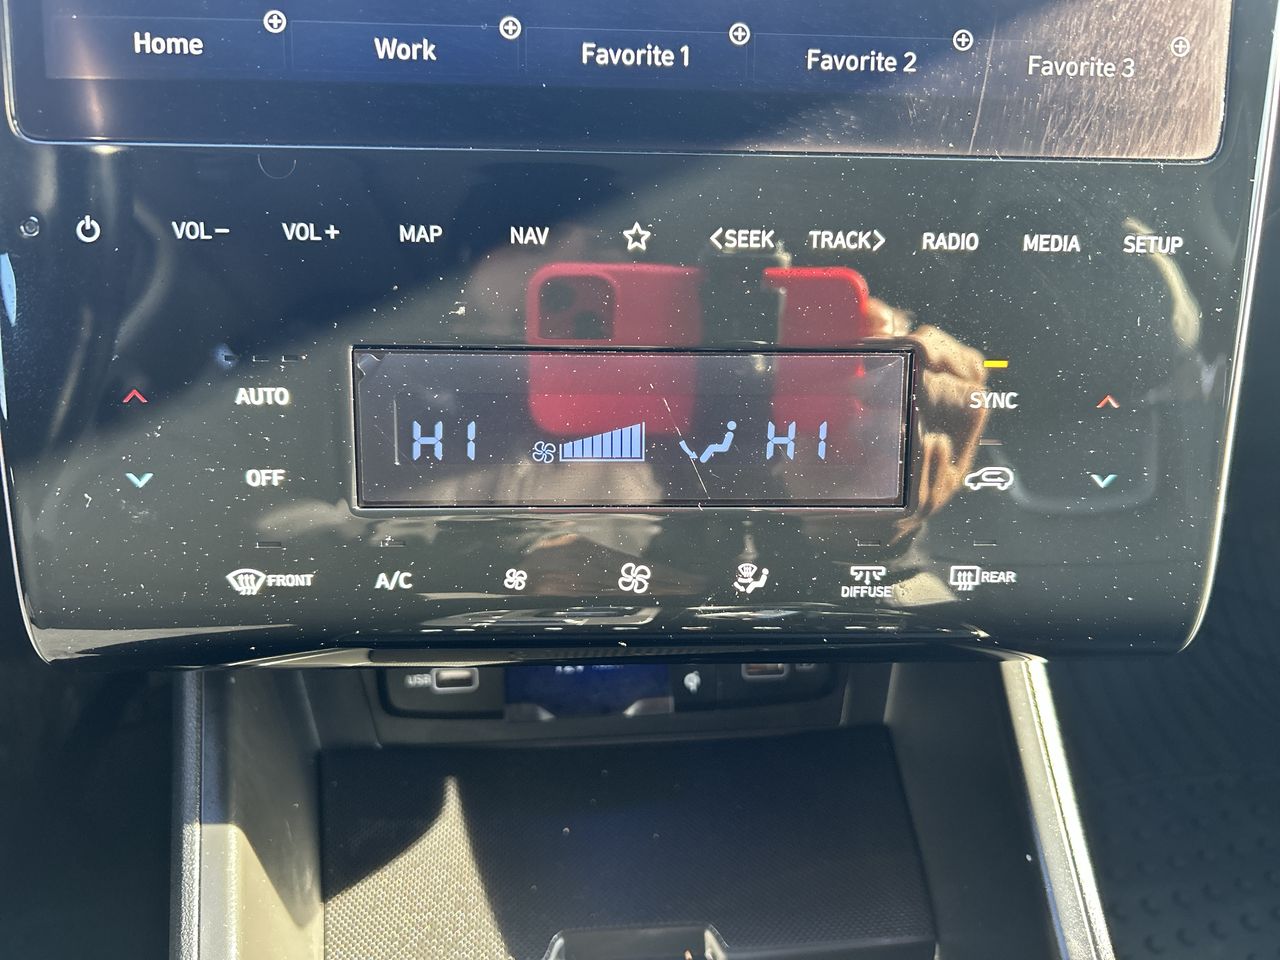 Home Work Favorite 1 Favorite 2 Favorite 3
VOL− VOL+ MAP NAV <SEEK TRACK> RADIO MEDIA SETUP
AUTO SYNC
HI HI
OFF
FRONT A/C DIFFUSE REAR
USB